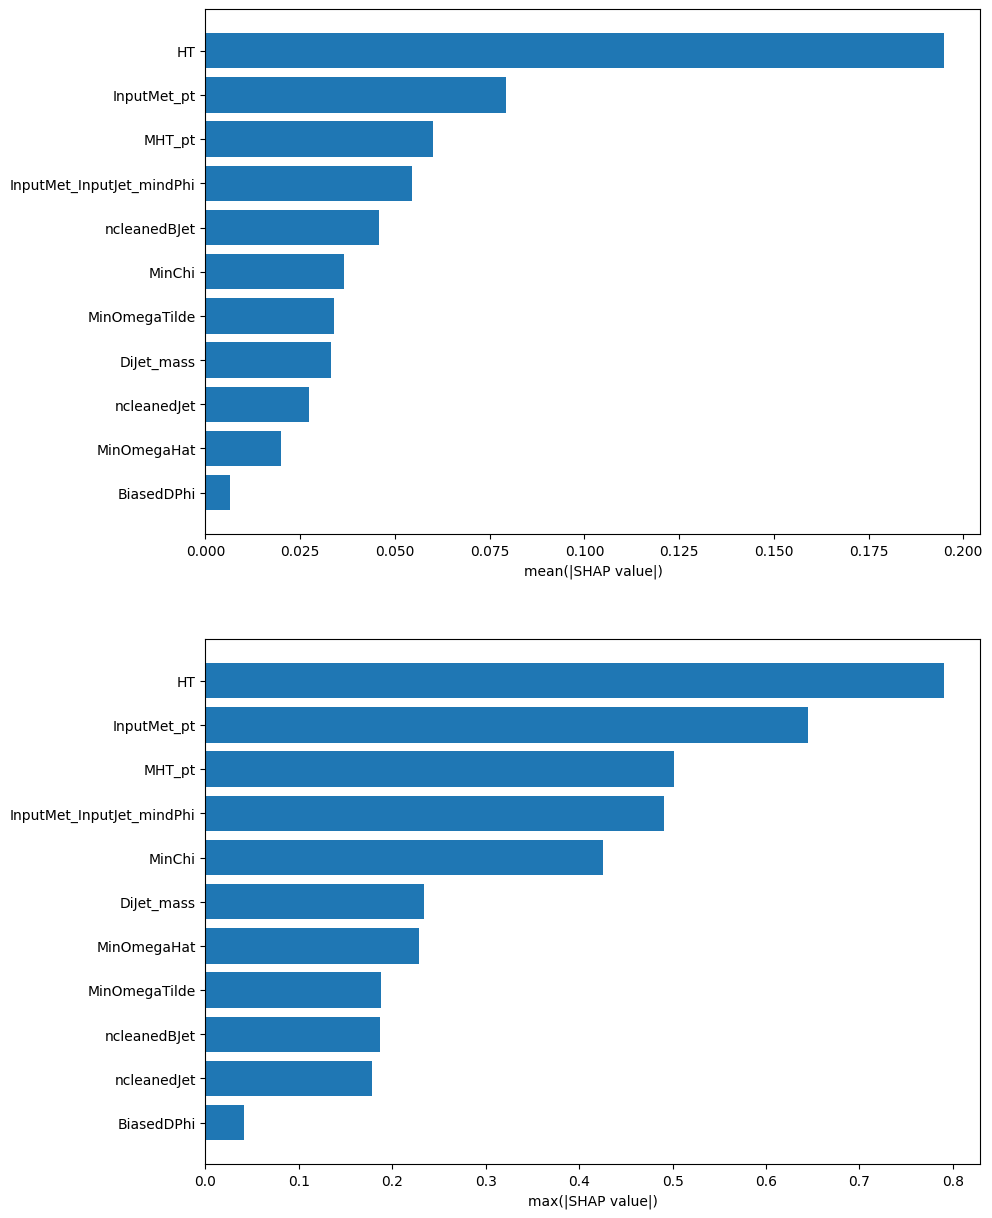 HT
InputMet_pt
MHT_pt
InputMet_InputJet_mindPhi
ncleanedBJet
MinChi
MinOmegaTilde
DiJet_mass
ncleanedJet
MinOmegaHat
BiasedDPhi
0.000 0.025 0.050 0.075 0.100 0.125 0.150 0.175 0.200
mean(|SHAP value|)
HT
InputMet_pt
MHT_pt
InputMet_InputJet_mindPhi
MinChi
DiJet_mass
MinOmegaHat
MinOmegaTilde
ncleanedBJet
ncleanedJet
BiasedDPhi
0.0 0.1 0.2 0.3 0.4 0.5 0.6 0.7 0.8
max(|SHAP value|)